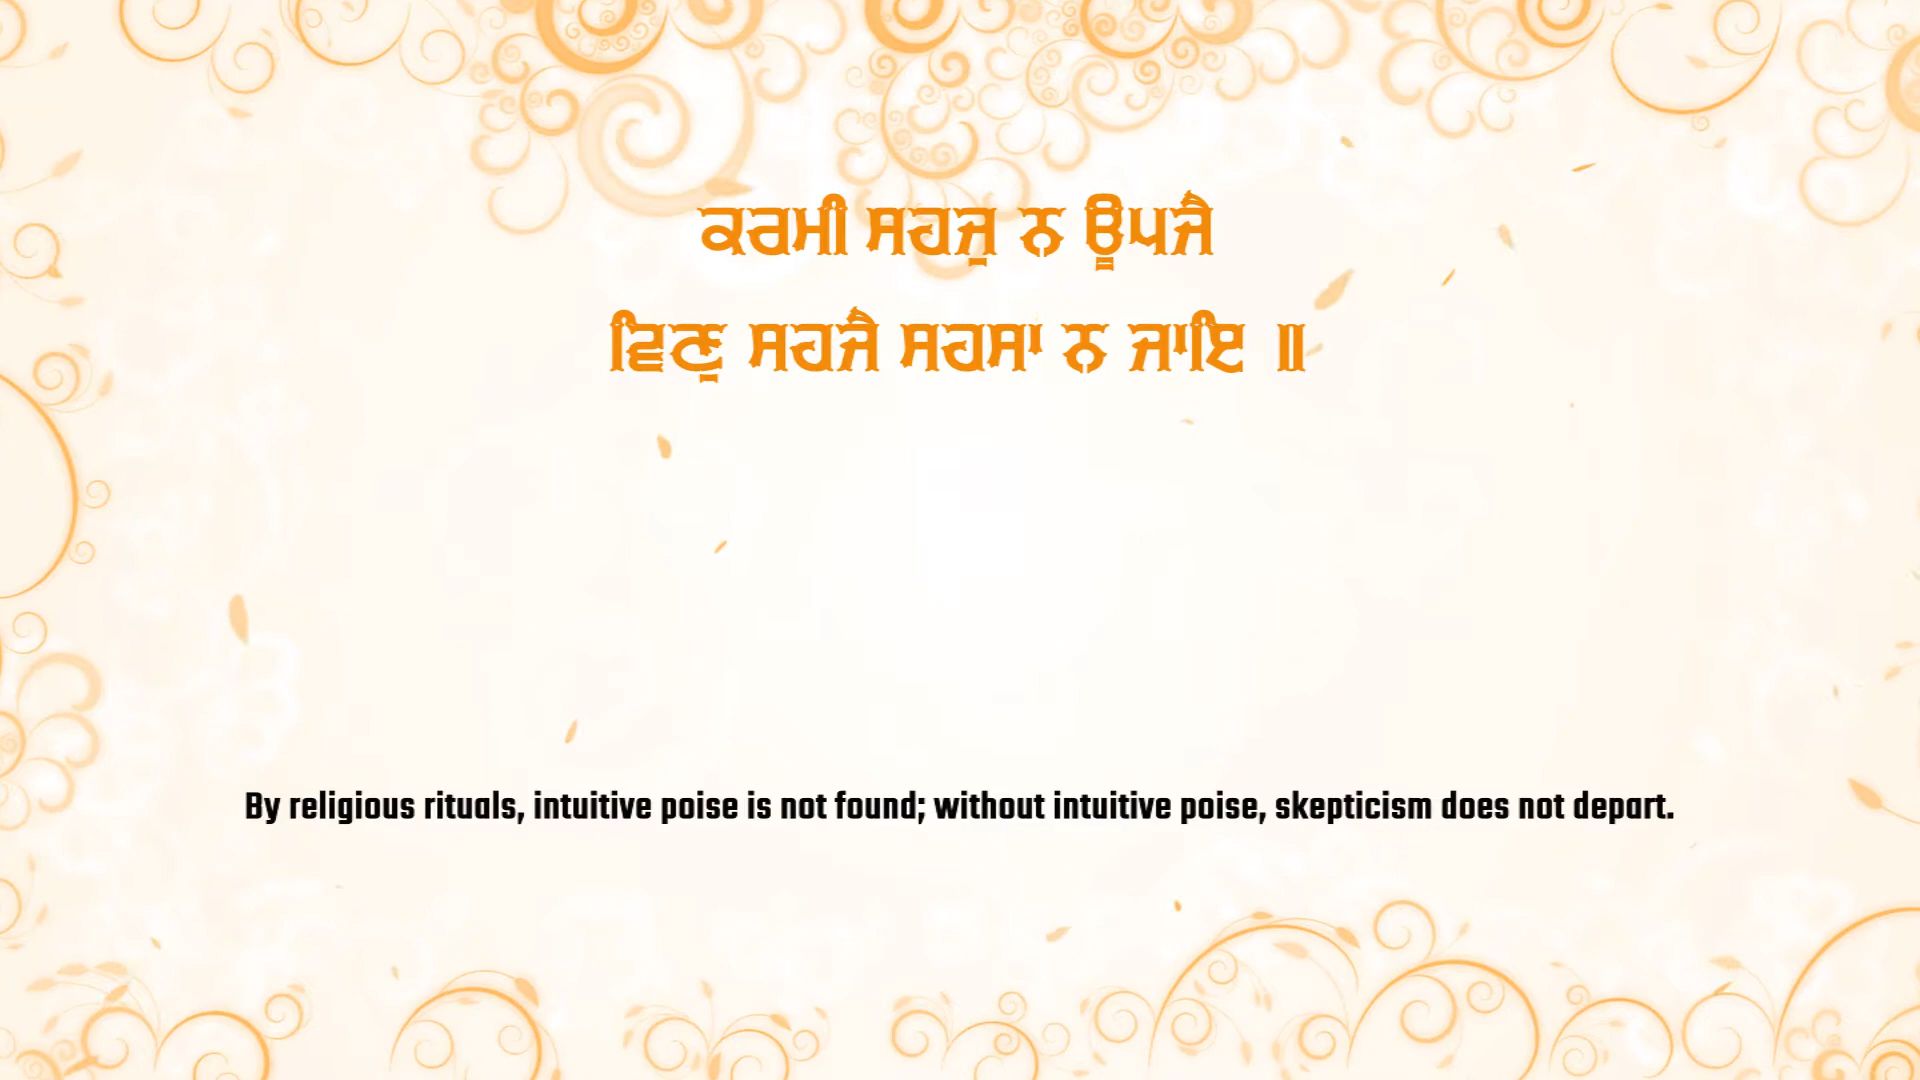 ਕਰਮੀ ਸਹਜੁ ਨ ਊਪਜੈ
ਵਿਣੁ ਸਹਜੈ ਸਹਸਾ ਨ ਜਾਇ ॥
By religious rituals, intuitive poise is not found; without intuitive poise, skepticism does not depart.